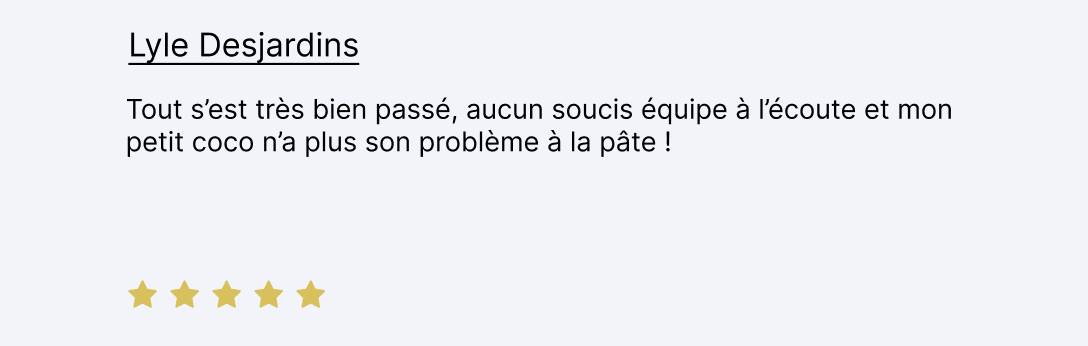 Lyle Desjardins
Tout s’est très bien passé, aucun soucis équipe à l’écoute et mon
petit coco n’a plus son problème à la pâte !